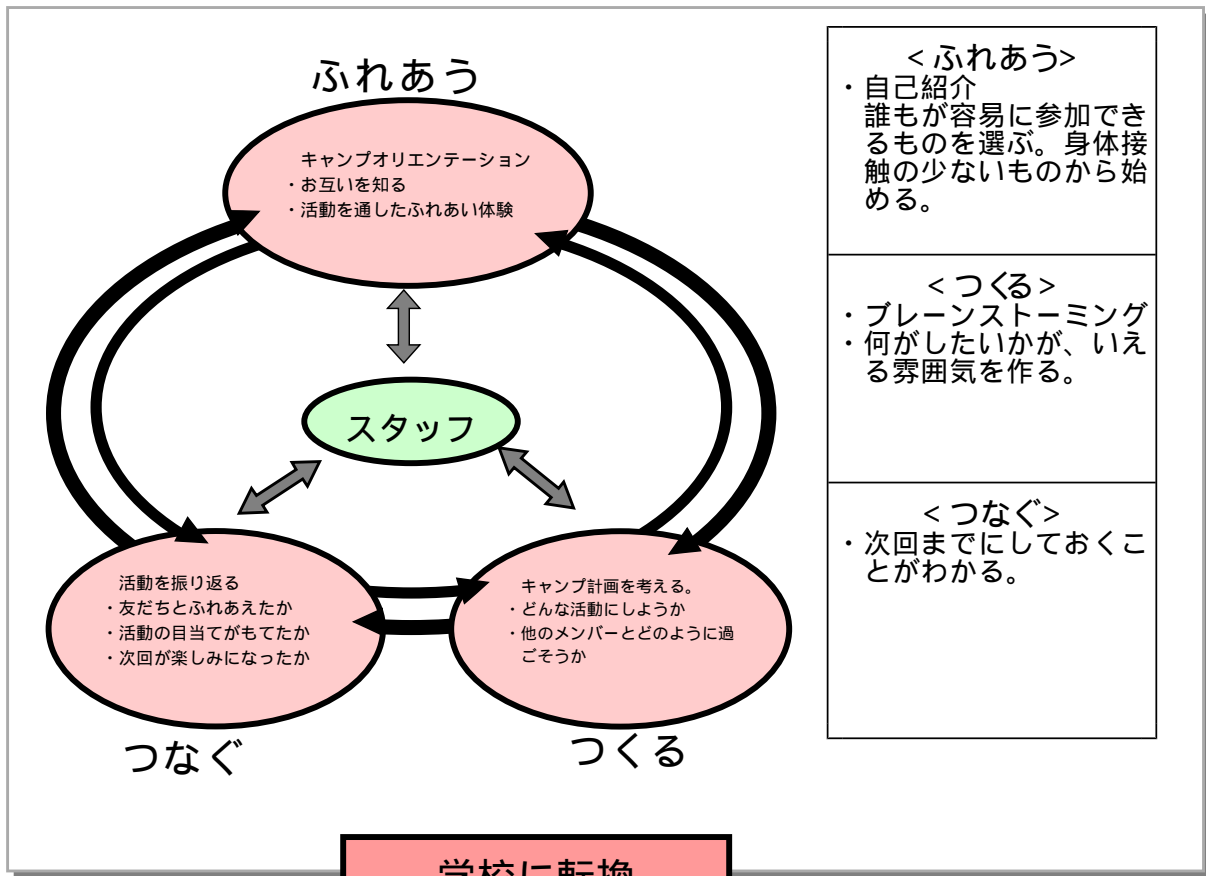 ふれあう
キャンプオリエンテーション
・お互いを知る
・活動を通したふれあい体験
スタッフ
活動を振り返る
・友だちとふれあえたか
・活動の目当てがもてたか
・次回が楽しみになったか
つなぐ
キャンプ計画を考える。
・どんな活動にしようか
・他のメンバーとどのように過
ごそうか
つくる
<ふれあう>
・自己紹介
誰もが容易に参加でき
るものを選ぶ。身体接
触の少ないものから始
める。
<つくる>
・ブレーンストーミング
・何がしたいかが、いえ
る雰囲気を作る。
<つなぐ>
・次回までにしておくこ
とがわかる。
学校に転換